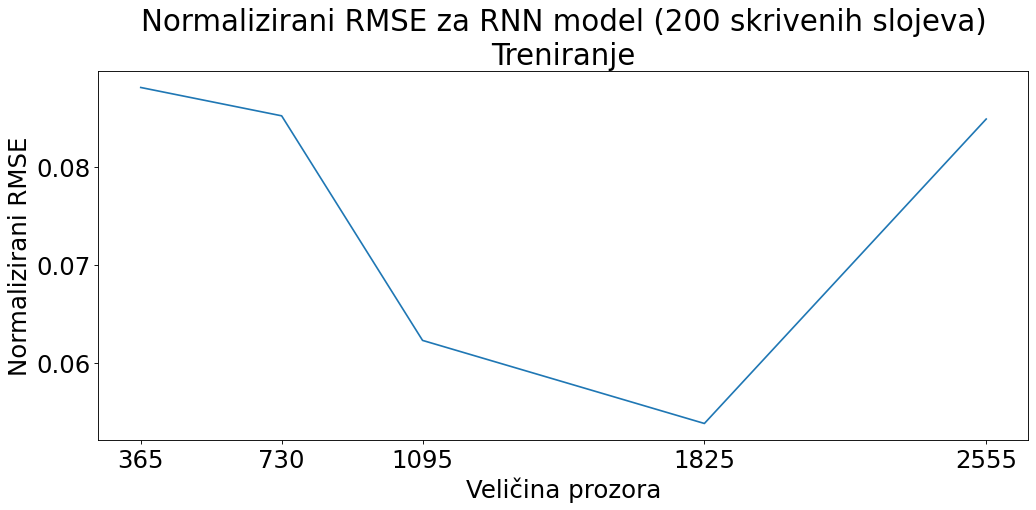 Normalizirani RMSE za RNN model (200 skrivenih slojeva)
Treniranje
Normalizirani RMSE
0.08
0.07
0.06
365 730 1095 1825 2555
Veličina prozora